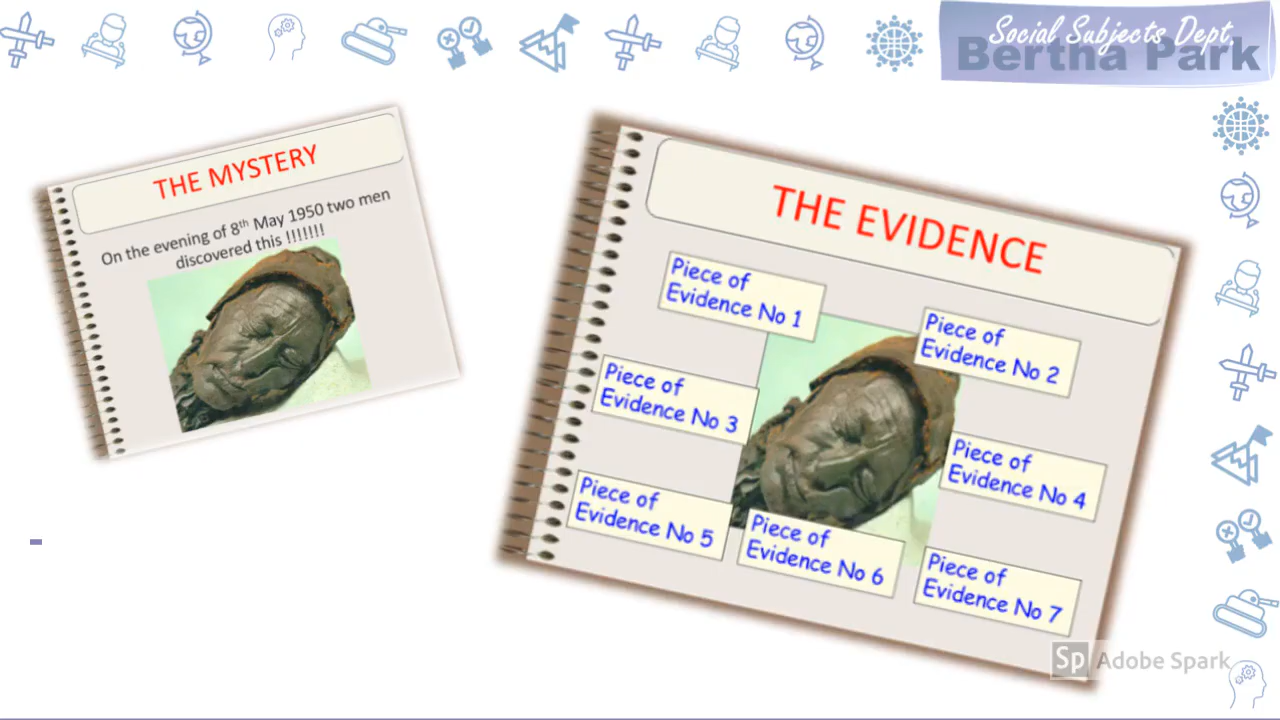 Social Subjects Dept.
Bertha Park
THE MYSTERY
On the evening of 8th May 1950 two men
discovered this !!!!!!!
THE EVIDENCE
Piece of
Evidence No 1
Piece of
Evidence No 2
Piece of
Evidence No 3
Piece of
Evidence No 4
Piece of
Evidence No 5
Piece of
Evidence No 6
Piece of
Evidence No 7
Sp Adobe Spark